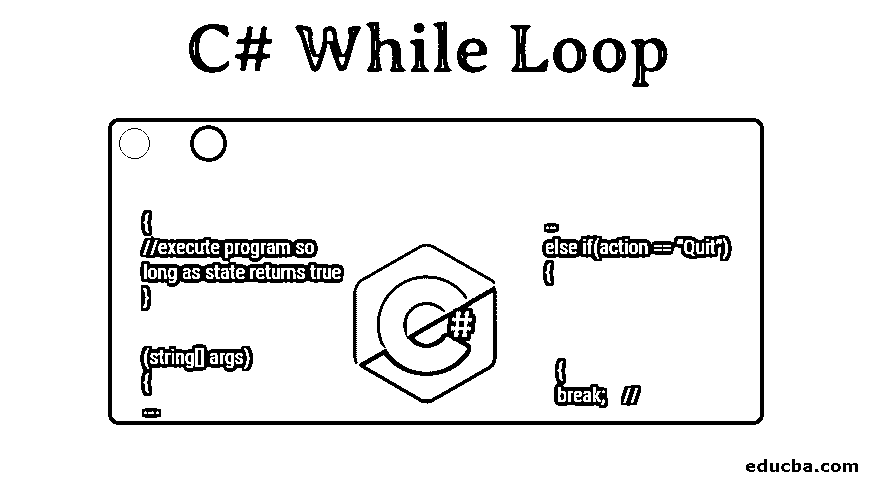 C# While Loop
{
//execute program so
long as state returns true
}
(string[] args)
{
...
C#
...
else if(action == "Quit")
{
{
break; //
educba.com